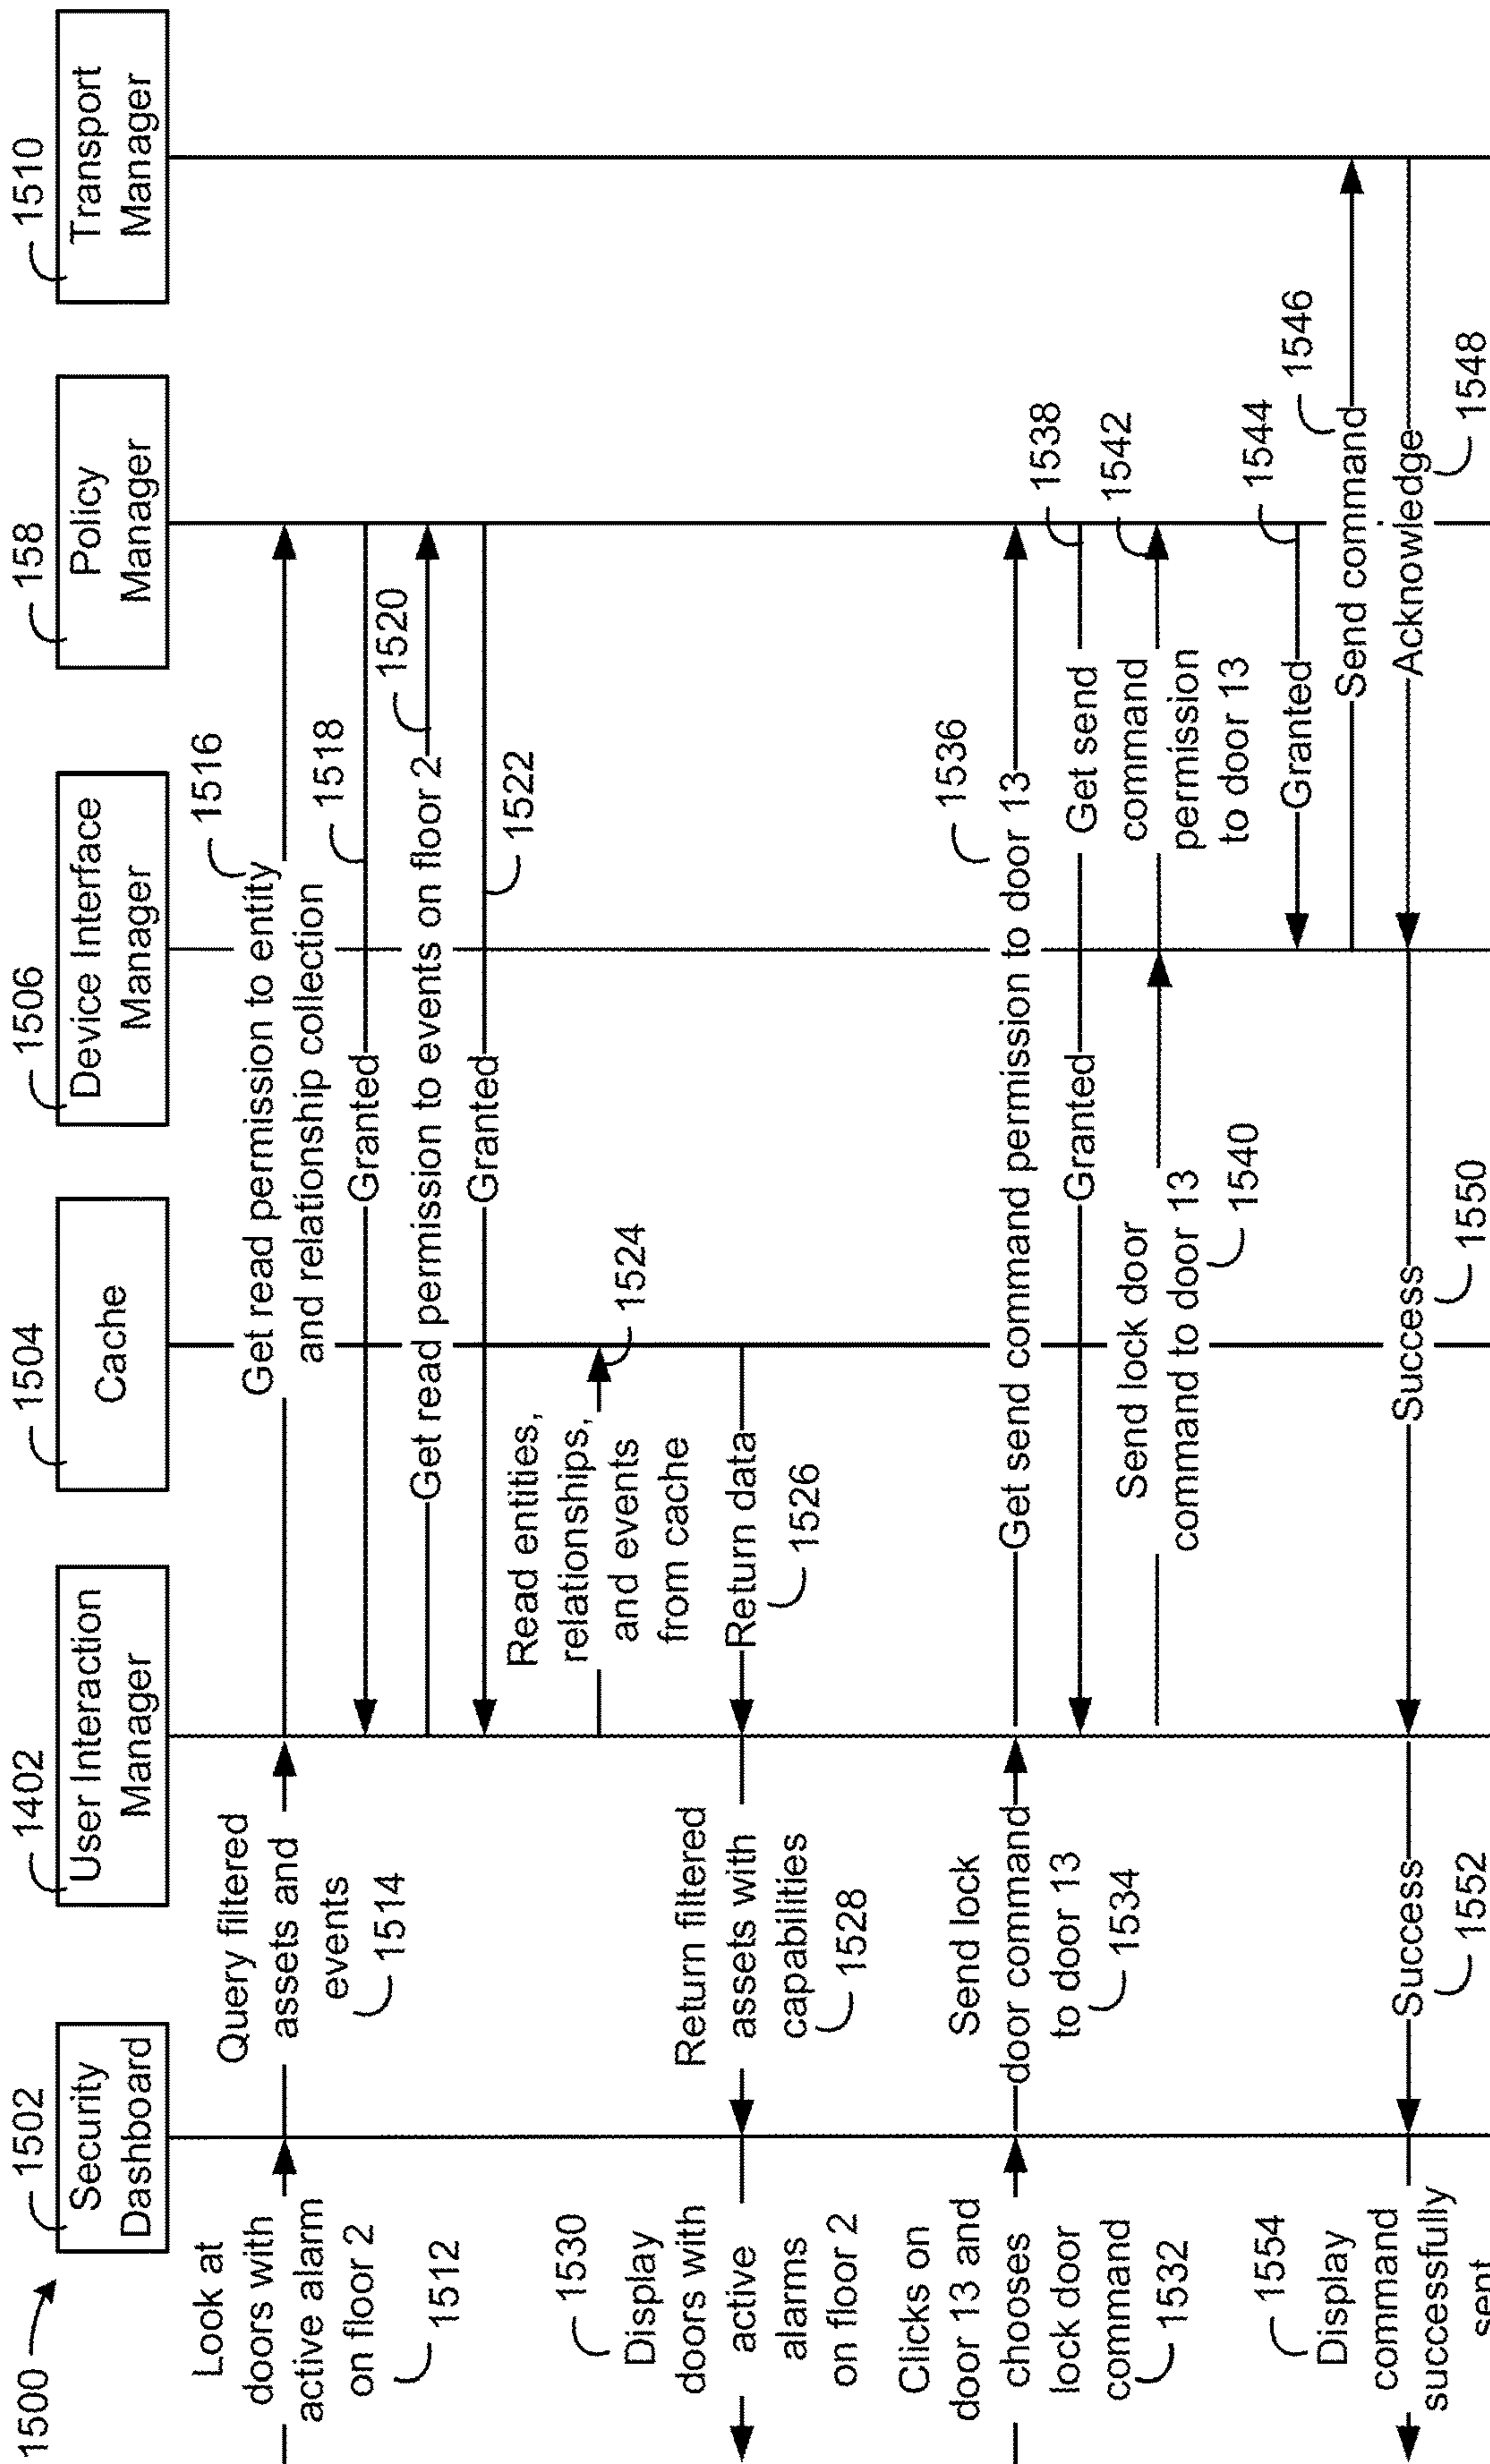 1500
1502
Security
Dashboard
1402
User Interaction
Manager
1504
Cache
1506
Device Interface
Manager
158
Policy
Manager
1510
Transport
Manager
Look at
doors with
active alarm
on floor 2
1512
Query filtered
assets and
events
1514
Get read permission to entity
and relationship collection
1516
Granted
1518
Get read permission to events on floor 2
1520
Granted
1522
Read entities,
relationships,
and events
from cache
1524
Return data
1526
Return filtered
assets with
capabilities
1528
1530
Display
doors with
active
alarms
on floor 2
Clicks on
door 13 and
chooses
lock door
command
1532
Send lock
door command
to door 13
1534
Get send command permission to door 13
1536
Granted
1538
Send lock door
command to door 13
1540
Get send
command
permission
to door 13
1542
Granted
1544
Send command
1546
Acknowledge
1548
Success
1550
Success
1552
1554
Display
command
successfully
sent